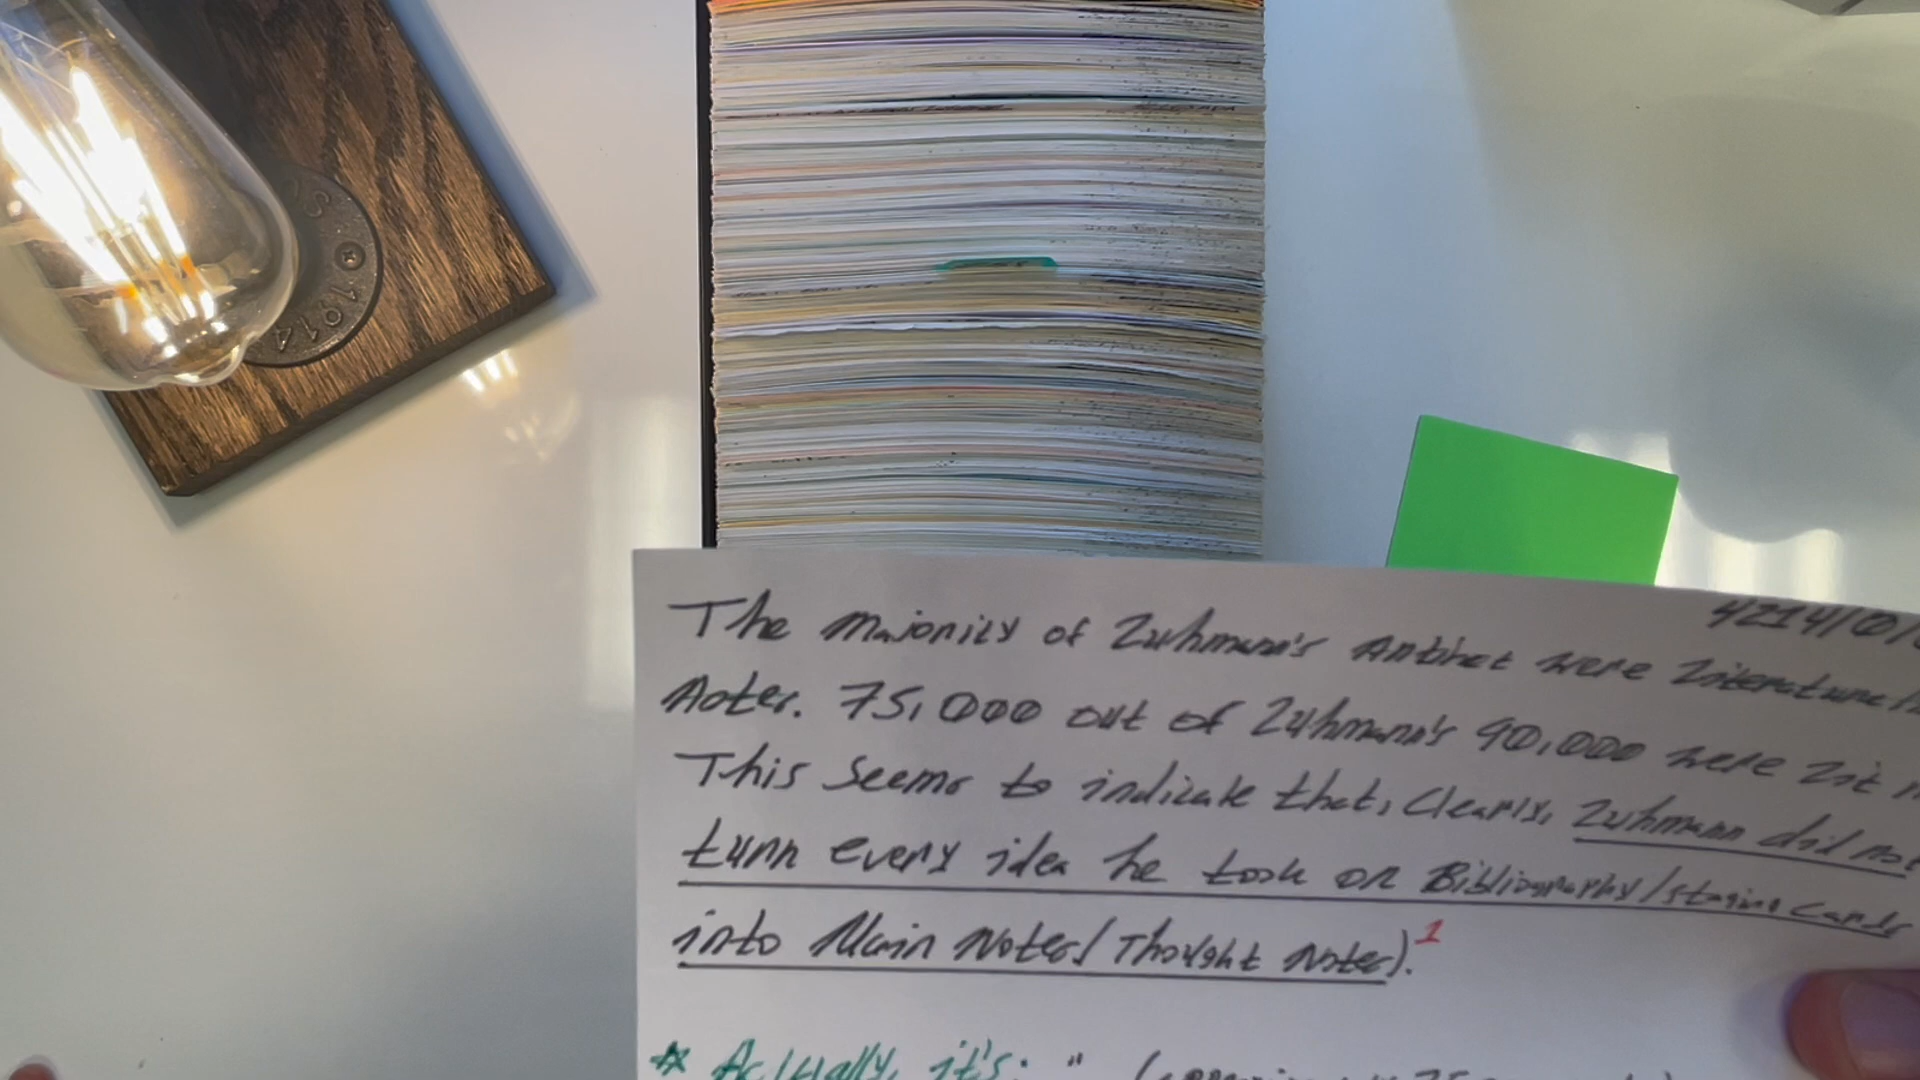 S
1014
4214/0/
The Majority of Luhmann's Antinet were Literature/
Notes. 75,000 out of Luhmann's 90,000 were Lit
This seems to indicate that, clearly, Luhmann did not
turn every idea he took on Bibliography/staging cards
into Main Notes/Thought Notes).1
* Actually, it's: "